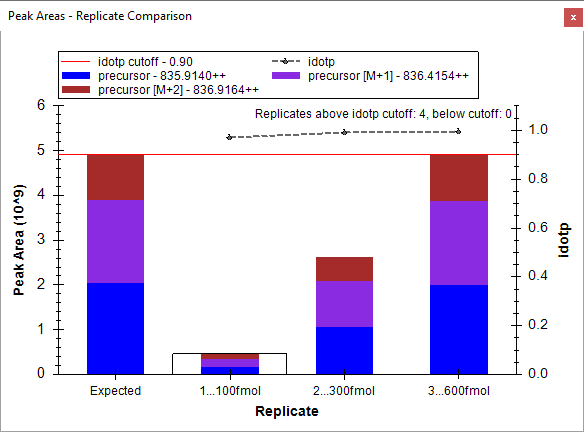 Peak Areas - Replicate Comparison
x
idotp cutoff - 0.90
idotp
precursor - 835.9140++
precursor [M+1] - 836.4154++
precursor [M+2] - 836.9164++
Replicates above idotp cutoff: 4, below cutoff: 0
Peak Area (10^9)
6
5
4
3
2
1
0
1.0
0.8
0.6
0.4
0.2
0.0
Idotp
Expected
1...100fmol
2...300fmol
3...600fmol
Replicate